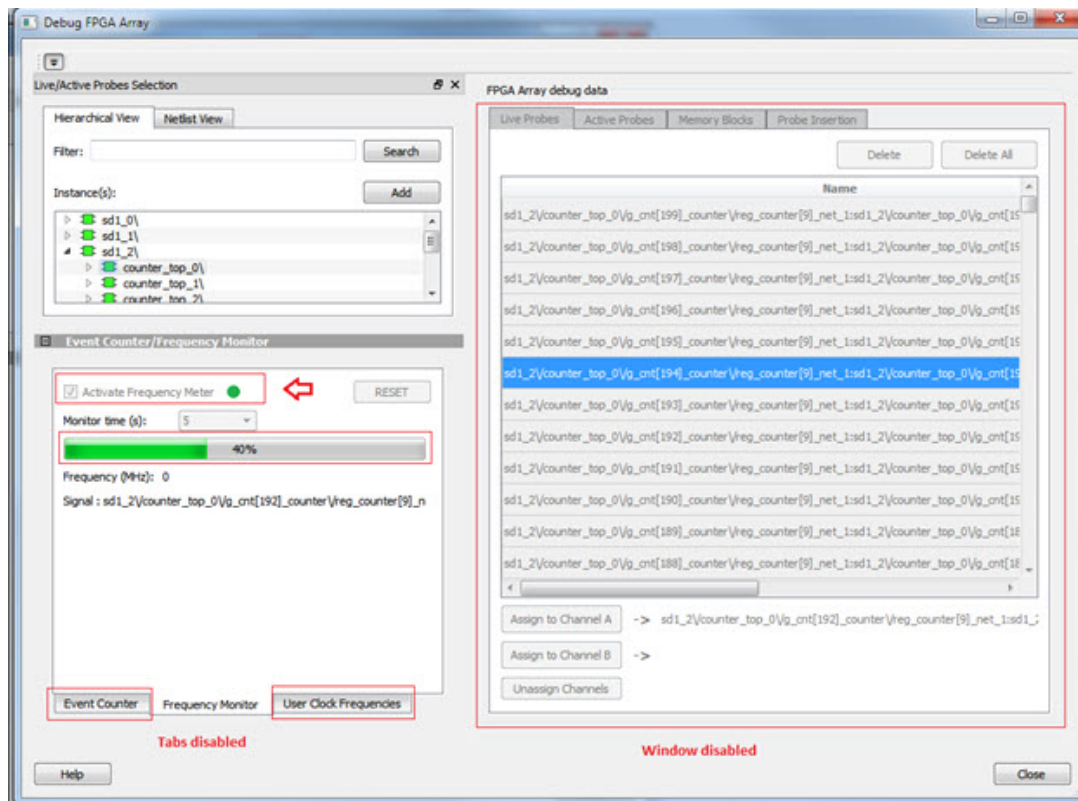 Debug FPGA Array
Live/Active Probes Selection
Hierarchical View Netlist View
Filter: Search
Instance(s): Add
sd1_0\
sd1_1\
sd1_2\
counter_top_0\
counter_top_1\
counter_top_2\
Event Counter/Frequency Monitor
Activate Frequency Meter RESET
Monitor time (s): 5
40%
Frequency (MHz): 0
Signal : sd1_2\/counter_top_0\/g_cnt[192]_counter\/reg_counter[9]_n
Event Counter Frequency Monitor User Clock Frequencies
Tabs disabled
Help
FPGA Array debug data
Live Probes Active Probes Memory Blocks Probe Insertion
Delete Delete All
Name
sd1_2\/counter_top_0\/g_cnt[199]_counter\/reg_counter[9]_net_1:sd1_2\/counter_top_0\/g_cnt[19
sd1_2\/counter_top_0\/g_cnt[198]_counter\/reg_counter[9]_net_1:sd1_2\/counter_top_0\/g_cnt[19
sd1_2\/counter_top_0\/g_cnt[197]_counter\/reg_counter[9]_net_1:sd1_2\/counter_top_0\/g_cnt[19
sd1_2\/counter_top_0\/g_cnt[196]_counter\/reg_counter[9]_net_1:sd1_2\/counter_top_0\/g_cnt[19
sd1_2\/counter_top_0\/g_cnt[195]_counter\/reg_counter[9]_net_1:sd1_2\/counter_top_0\/g_cnt[19
sd1_2\/counter_top_0\/g_cnt[194]_counter\/reg_counter[9]_net_1:sd1_2\/counter_top_0\/g_cnt[19
sd1_2\/counter_top_0\/g_cnt[193]_counter\/reg_counter[9]_net_1:sd1_2\/counter_top_0\/g_cnt[19
sd1_2\/counter_top_0\/g_cnt[192]_counter\/reg_counter[9]_net_1:sd1_2\/counter_top_0\/g_cnt[19
sd1_2\/counter_top_0\/g_cnt[191]_counter\/reg_counter[9]_net_1:sd1_2\/counter_top_0\/g_cnt[19
sd1_2\/counter_top_0\/g_cnt[190]_counter\/reg_counter[9]_net_1:sd1_2\/counter_top_0\/g_cnt[19
sd1_2\/counter_top_0\/g_cnt[189]_counter\/reg_counter[9]_net_1:sd1_2\/counter_top_0\/g_cnt[18
sd1_2\/counter_top_0\/g_cnt[188]_counter\/reg_counter[9]_net_1:sd1_2\/counter_top_0\/g_cnt[18
Assign to Channel A -> sd1_2\/counter_top_0\/g_cnt[192]_counter\/reg_counter[9]_net_1:sd1_2
Assign to Channel B ->
Unassign Channels
Window disabled
Close